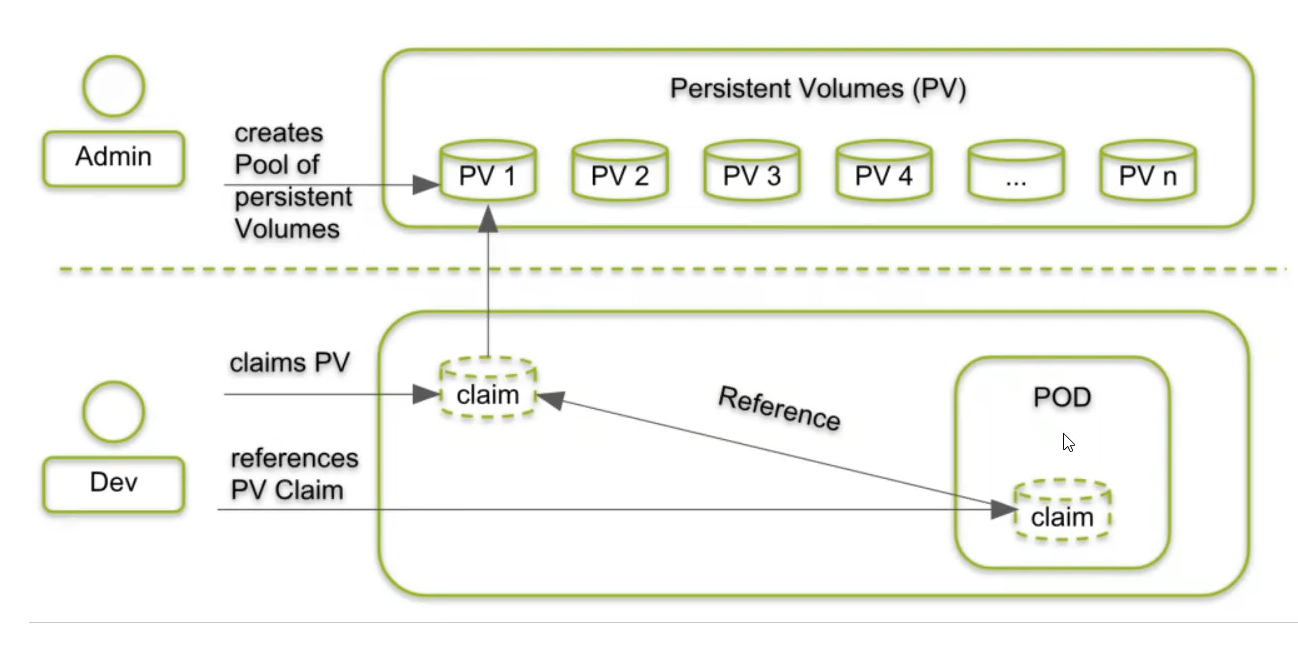 Persistent Volumes (PV)
Admin
creates
Pool of
persistent
Volumes
PV 1
PV 2
PV 3
PV 4
...
PV n
claims PV
claim
Reference
POD
Dev
references
PV Claim
claim